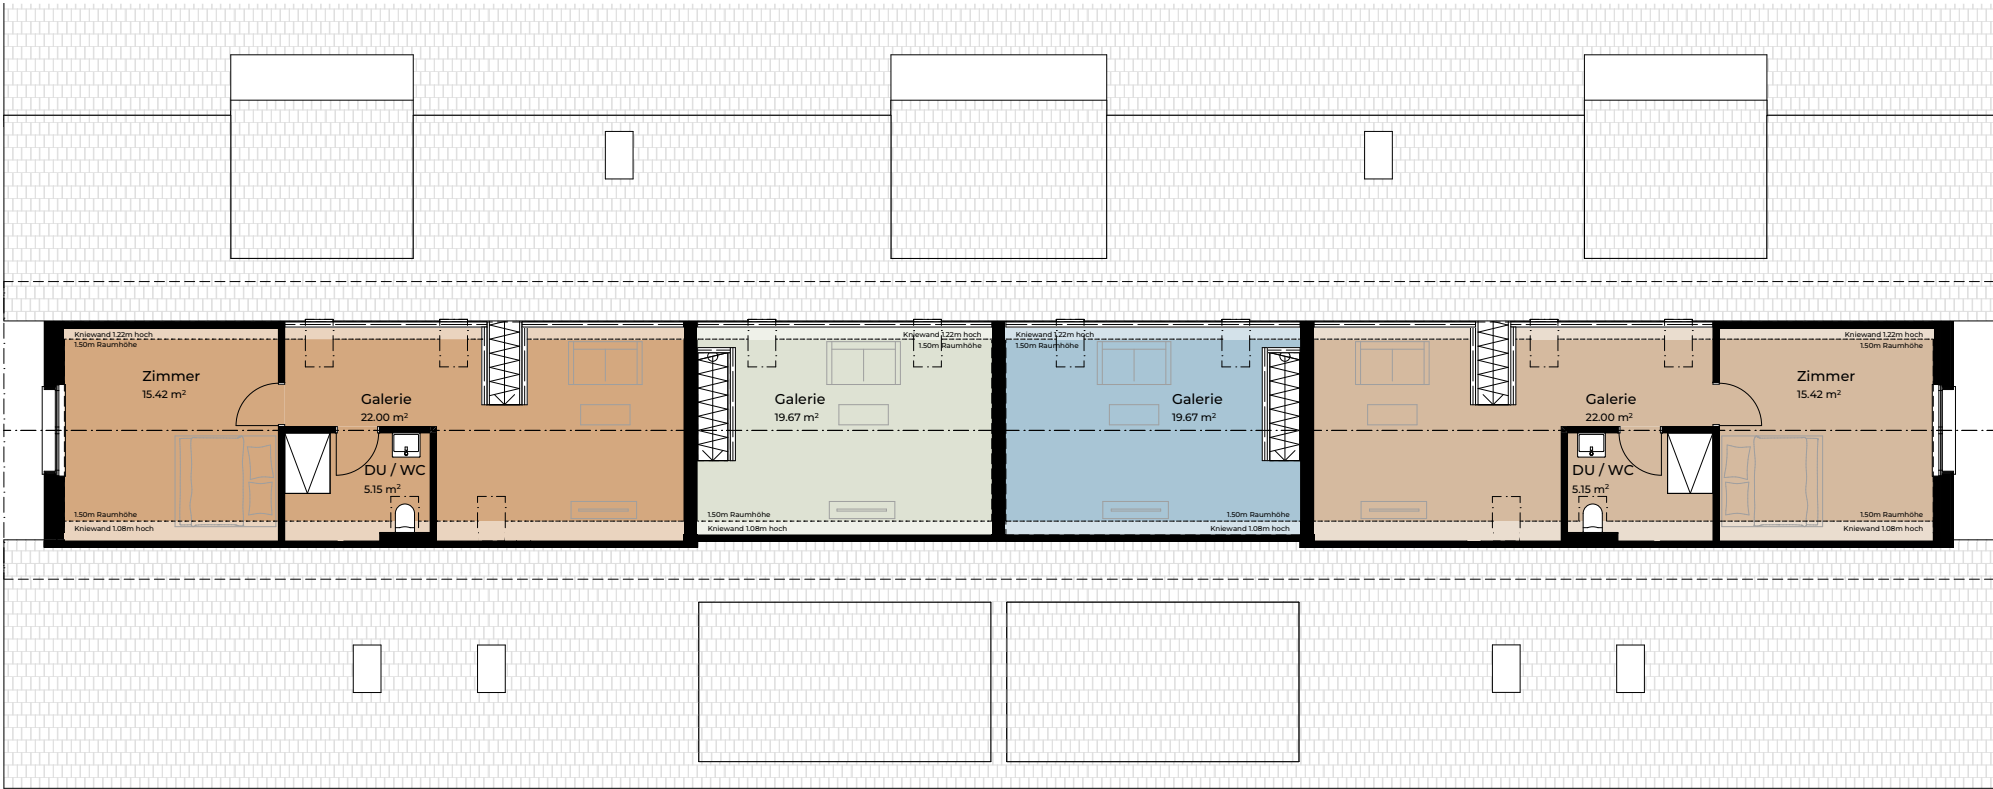 Kniewand 1.22m hoch
1.50m Raumhöhe
Zimmer
15.42 m²
1.50m Raumhöhe
Kniewand 1.08m hoch
Galerie
22.00 m²
DU / WC
5.15 m²
Kniewand 1.22m hoch
1.50m Raumhöhe
Galerie
19.67 m²
1.50m Raumhöhe
Kniewand 1.08m hoch
Kniewand 1.22m hoch
1.50m Raumhöhe
Galerie
19.67 m²
1.50m Raumhöhe
Kniewand 1.08m hoch
Galerie
22.00 m²
DU / WC
5.15 m²
Kniewand 1.22m hoch
1.50m Raumhöhe
Zimmer
15.42 m²
1.50m Raumhöhe
Kniewand 1.08m hoch